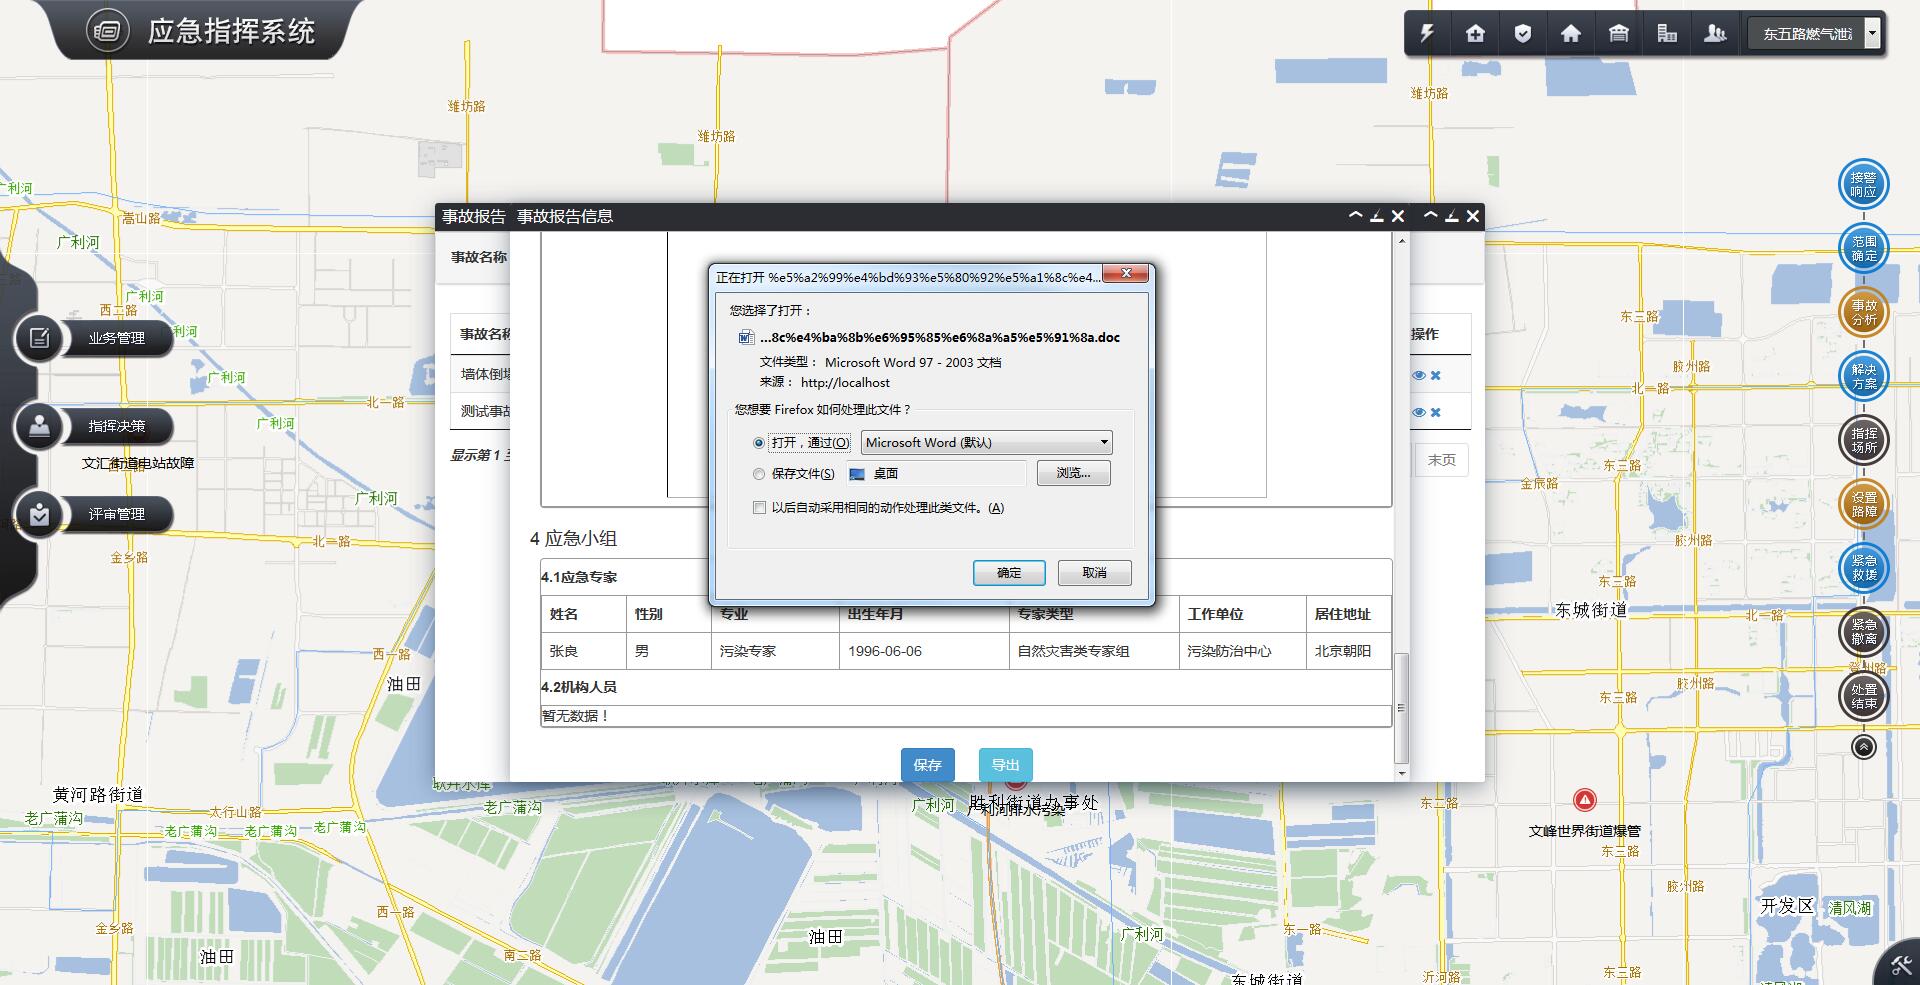 应急指挥系统
东五路燃气泄漏
潍坊路
潍坊路
潍坊路
广利河
嵩山路
广利河
广利河
西二路
业务管理
广利河
北一路
指挥决策
广利河
文汇街道电站故障
广利河
评审管理
北一路
金乡路
西一路
油田
接警
响应
范围
确定
事故
分析
解决
方案
指挥
场所
设置
路障
紧急
救援
紧急
撤离
处置
结束
东三路
胶州路
北一路
东三路
金辰路
胶州路
东三路
东城街道
北一路
登州路
胶州路
东三路
事故报告
事故报告信息
事故名称
事故名称
操作
墙体倒塌
测试事故
显示第 1 至
末页
正在打开 %e5%a2%99%e4%bd%93%e5%80%92%e5%a1%8c%e4...
您选择了打开：
...8c%e4%ba%8b%e6%95%85%e6%8a%a5%e5%91%8a.doc
文件类型： Microsoft Word 97 - 2003 文档
来源： http://localhost
您想要 Firefox 如何处理此文件？
打开，通过(O) Microsoft Word (默认)
保存文件(S) 桌面 浏览...
以后自动采用相同的动作处理此类文件。(A)
确定 取消
4 应急小组
4.1应急专家
姓名 性别 专业 出生年月 专家类型 工作单位 居住地址
张良 男 污染专家 1996-06-06 自然灾害类专家组 污染防治中心 北京朝阳
4.2机构人员
暂无数据！
保存 导出
黄河路街道
老广蒲沟
太行山路
老广蒲沟
老广蒲沟
老广蒲沟
老广蒲沟
广利河
胜利街道办事处
广利河排水污染
东二路
文峰世界街道爆管
东三路
胶州路
开发区
清风湖
西一路
金乡路
油田
南二路
油田
广利河
东一路
东城街道
沂河路
东三路